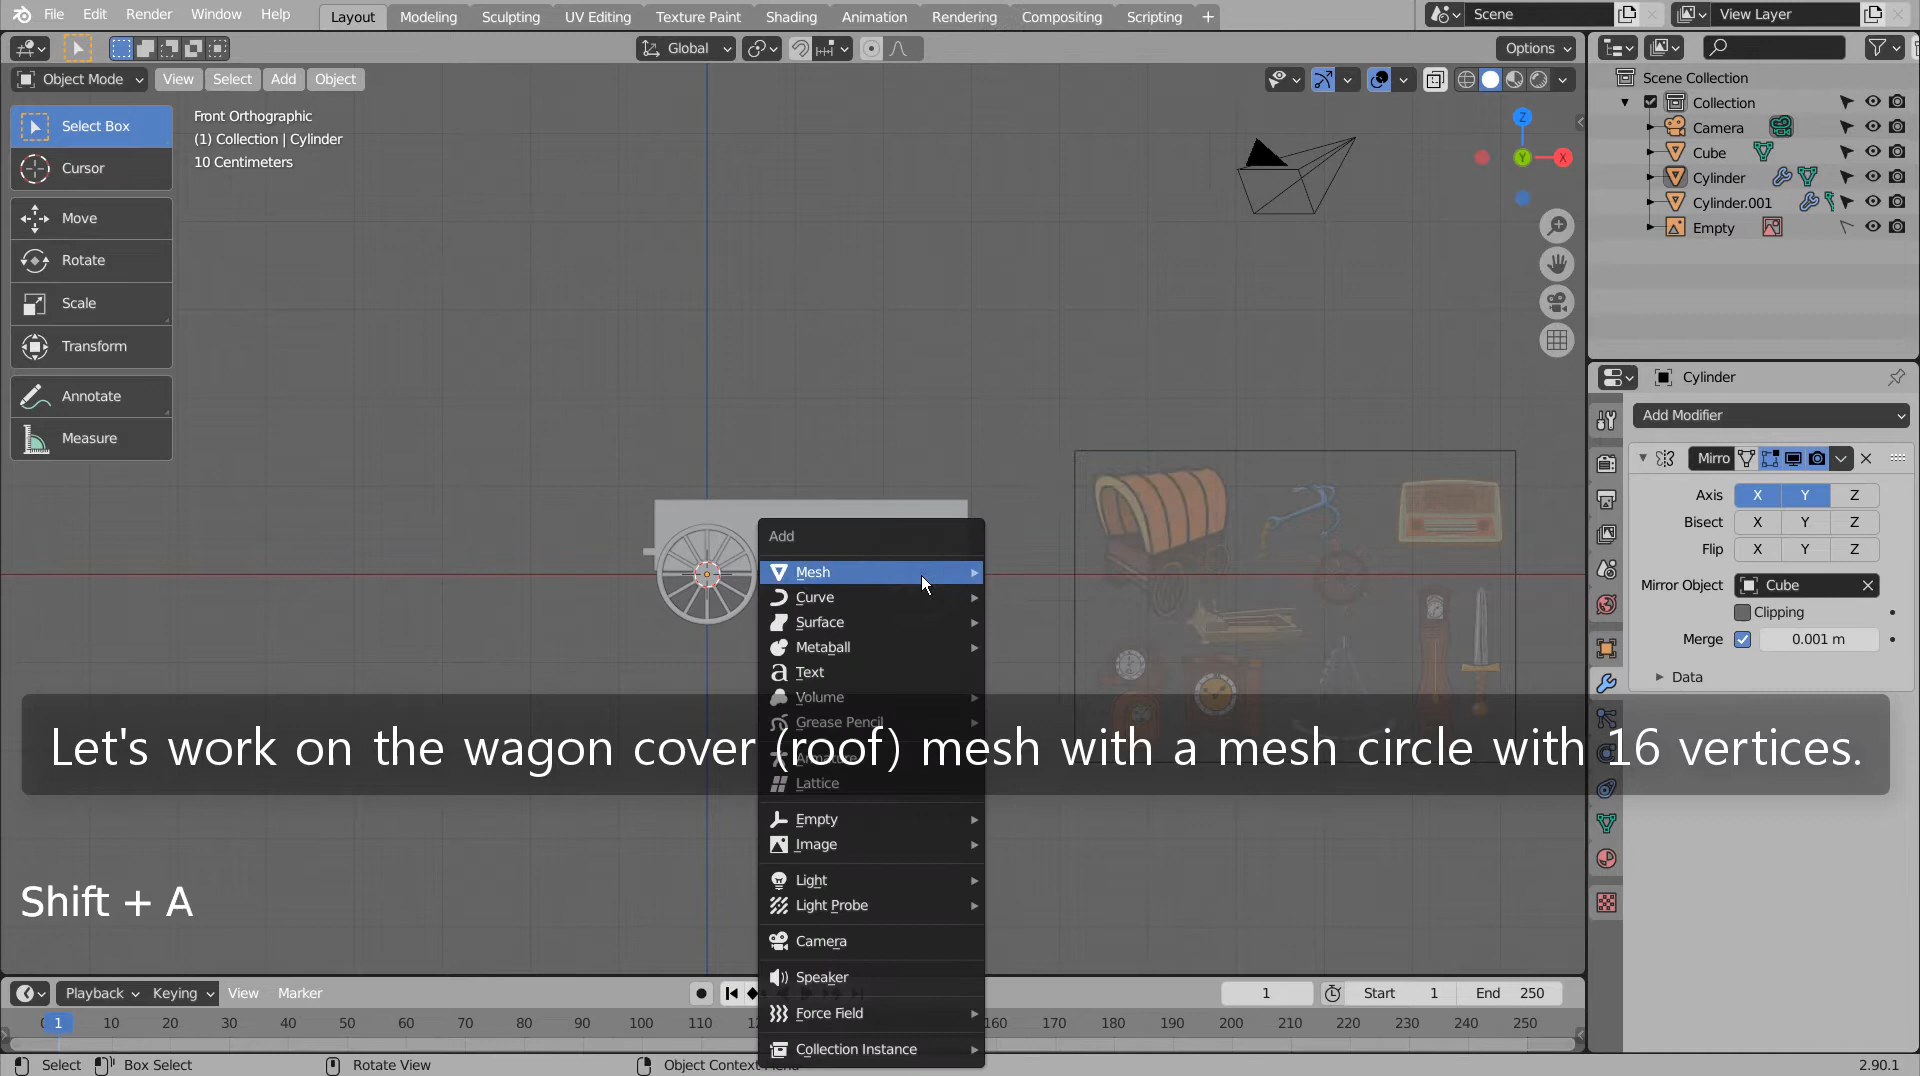 File Edit Render Window Help Layout Modeling Sculpting UV Editing Texture Paint Shading Animation Rendering Compositing Scripting + Scene View Layer
Global Options
Object Mode View Select Add Object
Scene Collection
Collection
Camera
Cube
Cylinder
Cylinder.001
Empty
Select Box
Cursor
Move
Rotate
Scale
Transform
Annotate
Measure
Front Orthographic
(1) Collection | Cylinder
10 Centimeters
Z
Y
X
Cylinder
Add Modifier
Mirro
Axis X Y Z
Bisect X Y Z
Flip X Y Z
Mirror Object Cube
Clipping
Merge 0.001 m
Data
Add
Mesh
Curve
Surface
Metaball
Text
Volume
Grease Pencil
Armature
Lattice
Empty
Image
Light
Light Probe
Camera
Speaker
Force Field
Collection Instance
Let's work on the wagon cover (roof) mesh with a mesh circle with 16 vertices.
Shift + A
Playback Keying View Marker 1 Start 1 End 250
1 10 20 30 40 50 60 70 80 90 100 110 160 170 180 190 200 210 220 230 240 250
Select Box Select Rotate View Object Context Menu 2.90.1